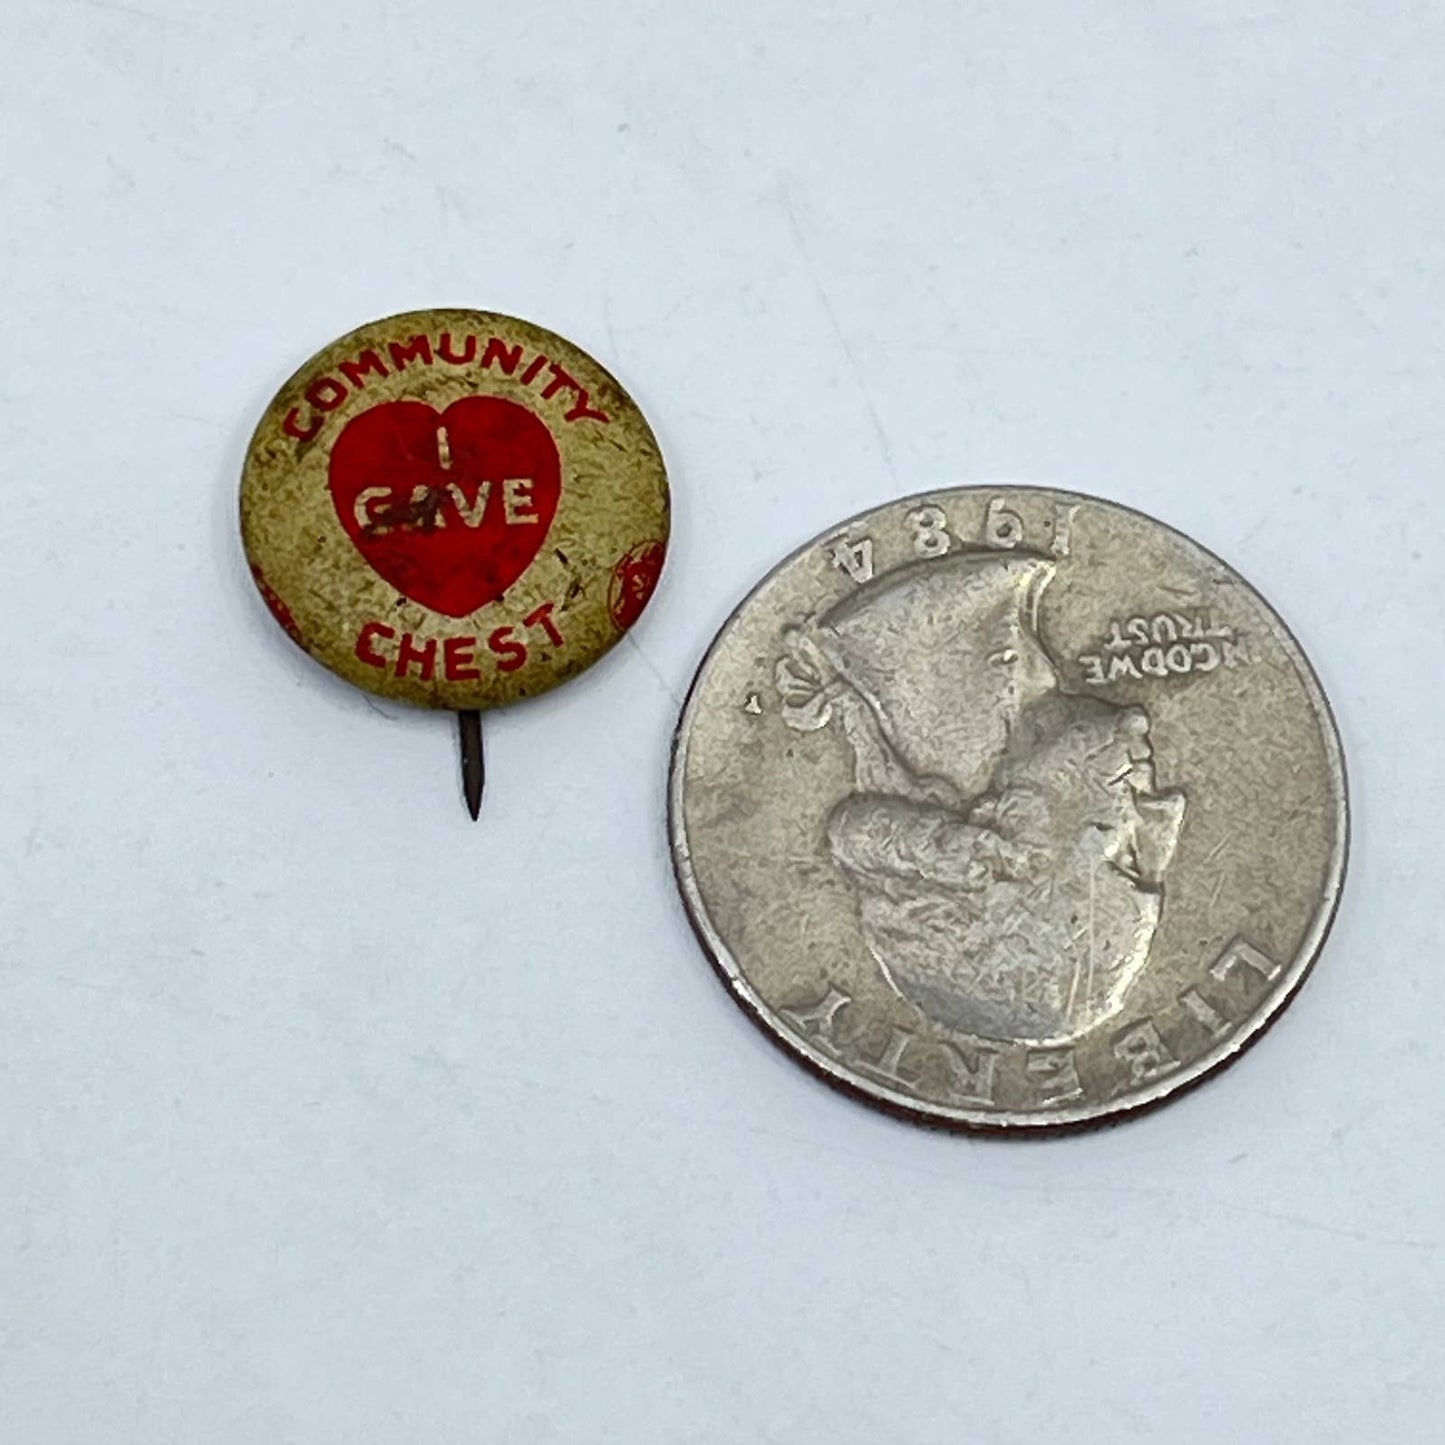 COMMUNITY
I
GAVE
CHEST
LIBERTY
IN GOD WE
TRUST
1984